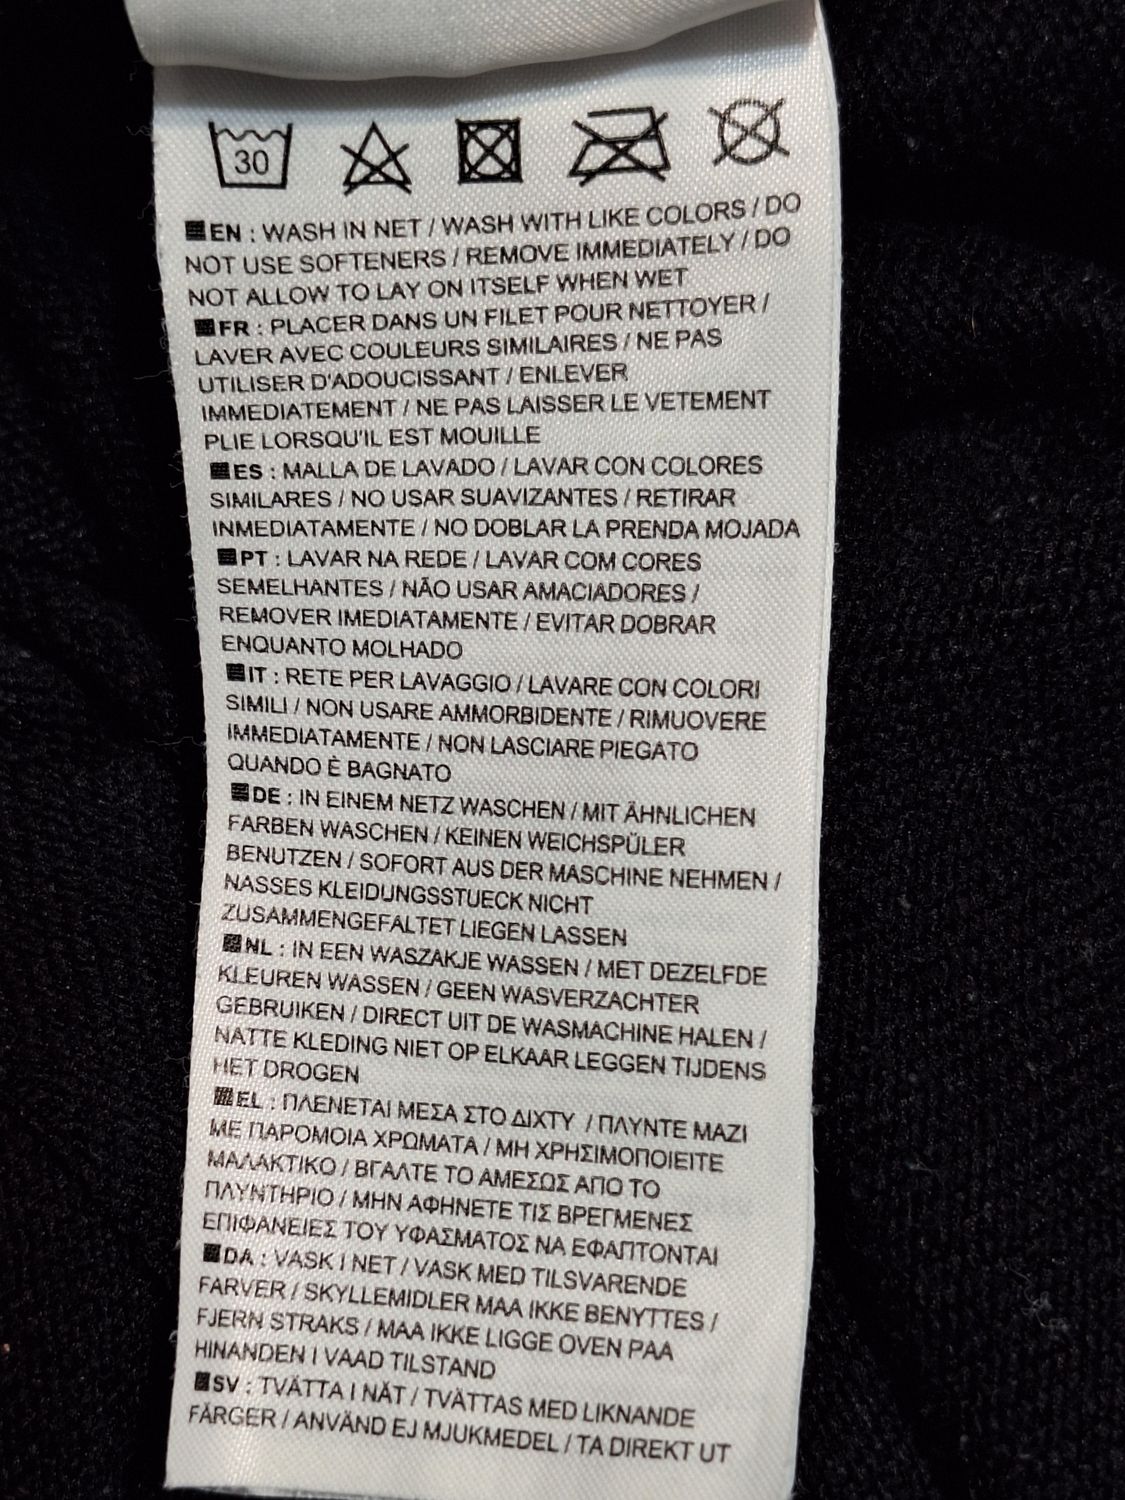 30
EN : WASH IN NET / WASH WITH LIKE COLORS / DO
NOT USE SOFTENERS / REMOVE IMMEDIATELY / DO
NOT ALLOW TO LAY ON ITSELF WHEN WET
FR : PLACER DANS UN FILET POUR NETTOYER /
LAVER AVEC COULEURS SIMILAIRES / NE PAS
UTILISER D'ADOUCISSANT / ENLEVER
IMMEDIATEMENT / NE PAS LAISSER LE VETEMENT
PLIE LORSQU'IL EST MOUILLE
ES : MALLA DE LAVADO / LAVAR CON COLORES
SIMILARES / NO USAR SUAVIZANTES / RETIRAR
INMEDIATAMENTE / NO DOBLAR LA PRENDA MOJADA
PT : LAVAR NA REDE / LAVAR COM CORES
SEMELHANTES / NÃO USAR AMACIADORES /
REMOVER IMEDIATAMENTE / EVITAR DOBRAR
ENQUANTO MOLHADO
IT : RETE PER LAVAGGIO / LAVARE CON COLORI
SIMILI / NON USARE AMMORBIDENTE / RIMUOVERE
IMMEDIATAMENTE / NON LASCIARE PIEGATO
QUANDO È BAGNATO
DE : IN EINEM NETZ WASCHEN / MIT ÄHNLICHEN
FARBEN WASCHEN / KEINEN WEICHSPÜLER
BENUTZEN / SOFORT AUS DER MASCHINE NEHMEN /
NASSES KLEIDUNGSSTUECK NICHT
ZUSAMMENGEFALTET LIEGEN LASSEN
NL : IN EEN WASZAKJE WASSEN / MET DEZELFDE
KLEUREN WASSEN / GEEN WASVERZACHTER
GEBRUIKEN / DIRECT UIT DE WASMACHINE HALEN /
NATTE KLEDING NIET OP ELKAAR LEGGEN TIJDENS
HET DROGEN
EL : ΠΛΕΝΕΤΑΙ ΜΕΣΑ ΣΤΟ ΔΙΧΤΥ / ΠΛΥΝΤΕ ΜΑΖΙ
ΜΕ ΠΑΡΟΜΟΙΑ ΧΡΩΜΑΤΑ / ΜΗ ΧΡΗΣΙΜΟΠΟΙΕΙΤΕ
ΜΑΛΑΚΤΙΚΟ / ΒΓΑΛΤΕ ΤΟ ΑΜΕΣΩΣ ΑΠΟ ΤΟ
ΠΛΥΝΤΗΡΙΟ / ΜΗΝ ΑΦΗΝΕΤΕ ΤΙΣ ΒΡΕΓΜΕΝΕΣ
ΕΠΙΦΑΝΕΙΕΣ ΤΟΥ ΥΦΑΣΜΑΤΟΣ ΝΑ ΕΦΑΠΤΟΝΤΑΙ
DA : VASK I NET / VASK MED TILSVARENDE
FARVER / SKYLLEMIDLER MAA IKKE BENYTTES /
FJERN STRAKS / MAA IKKE LIGGE OVEN PAA
HINANDEN I VAAD TILSTAND
SV : TVÄTTA I NÄT / TVÄTTAS MED LIKNANDE
FÄRGER / ANVÄND EJ MJUKMEDEL / TA DIREKT UT